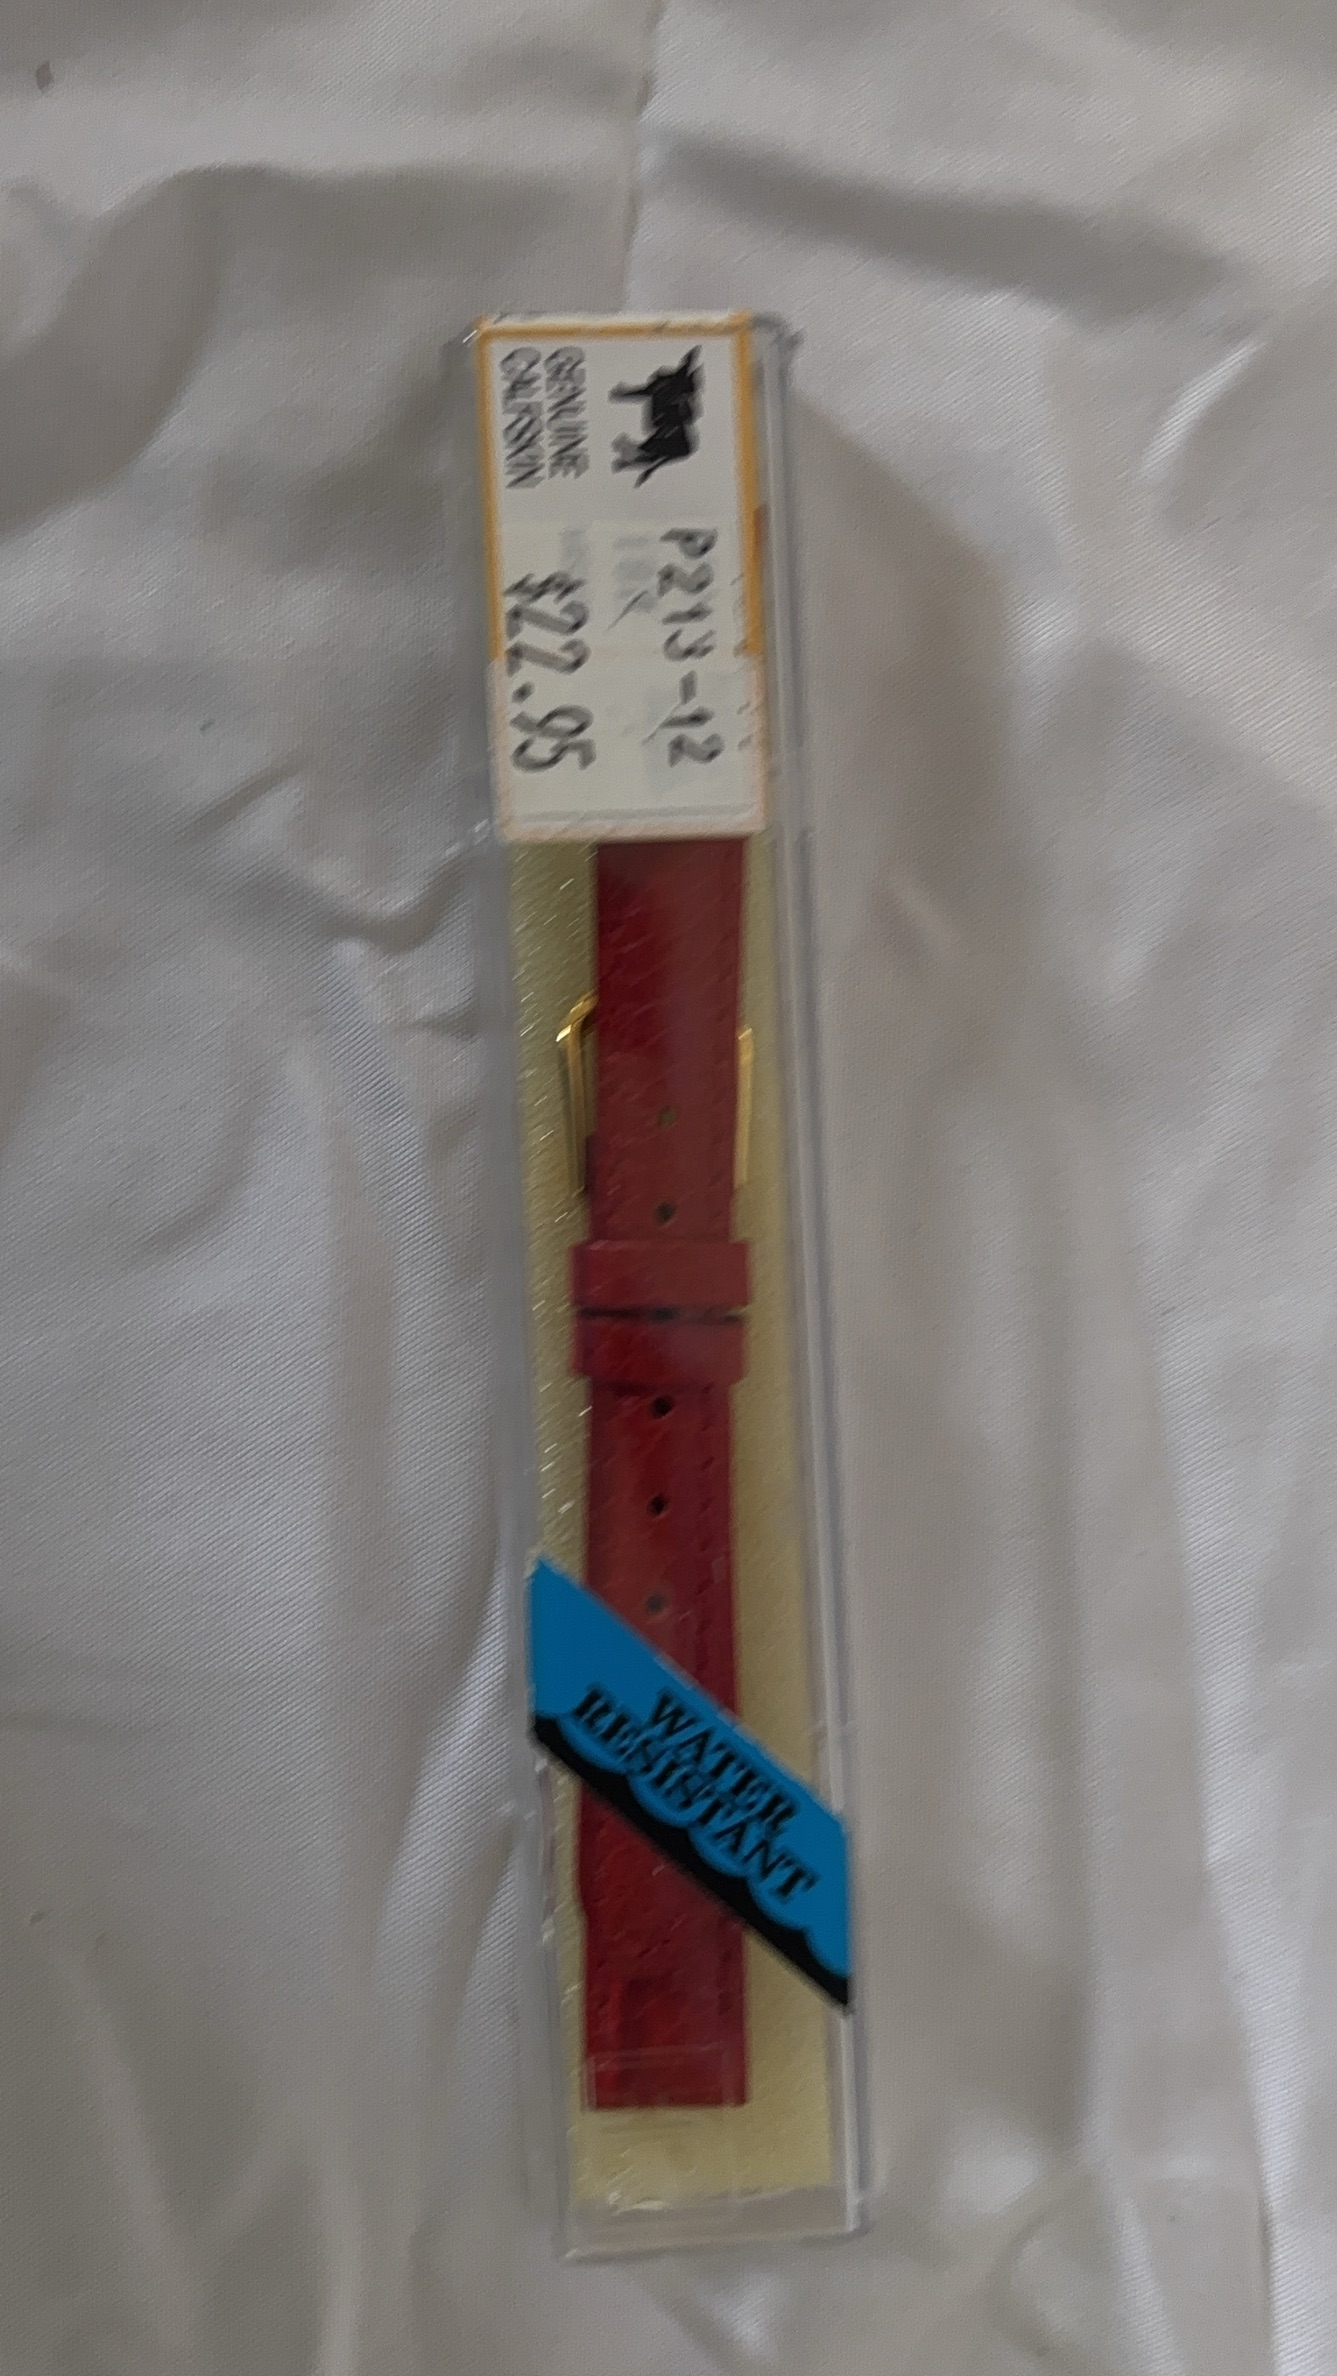 GENUINE
CALFSKIN
P213-12
$22.95
WATER
RESISTANT